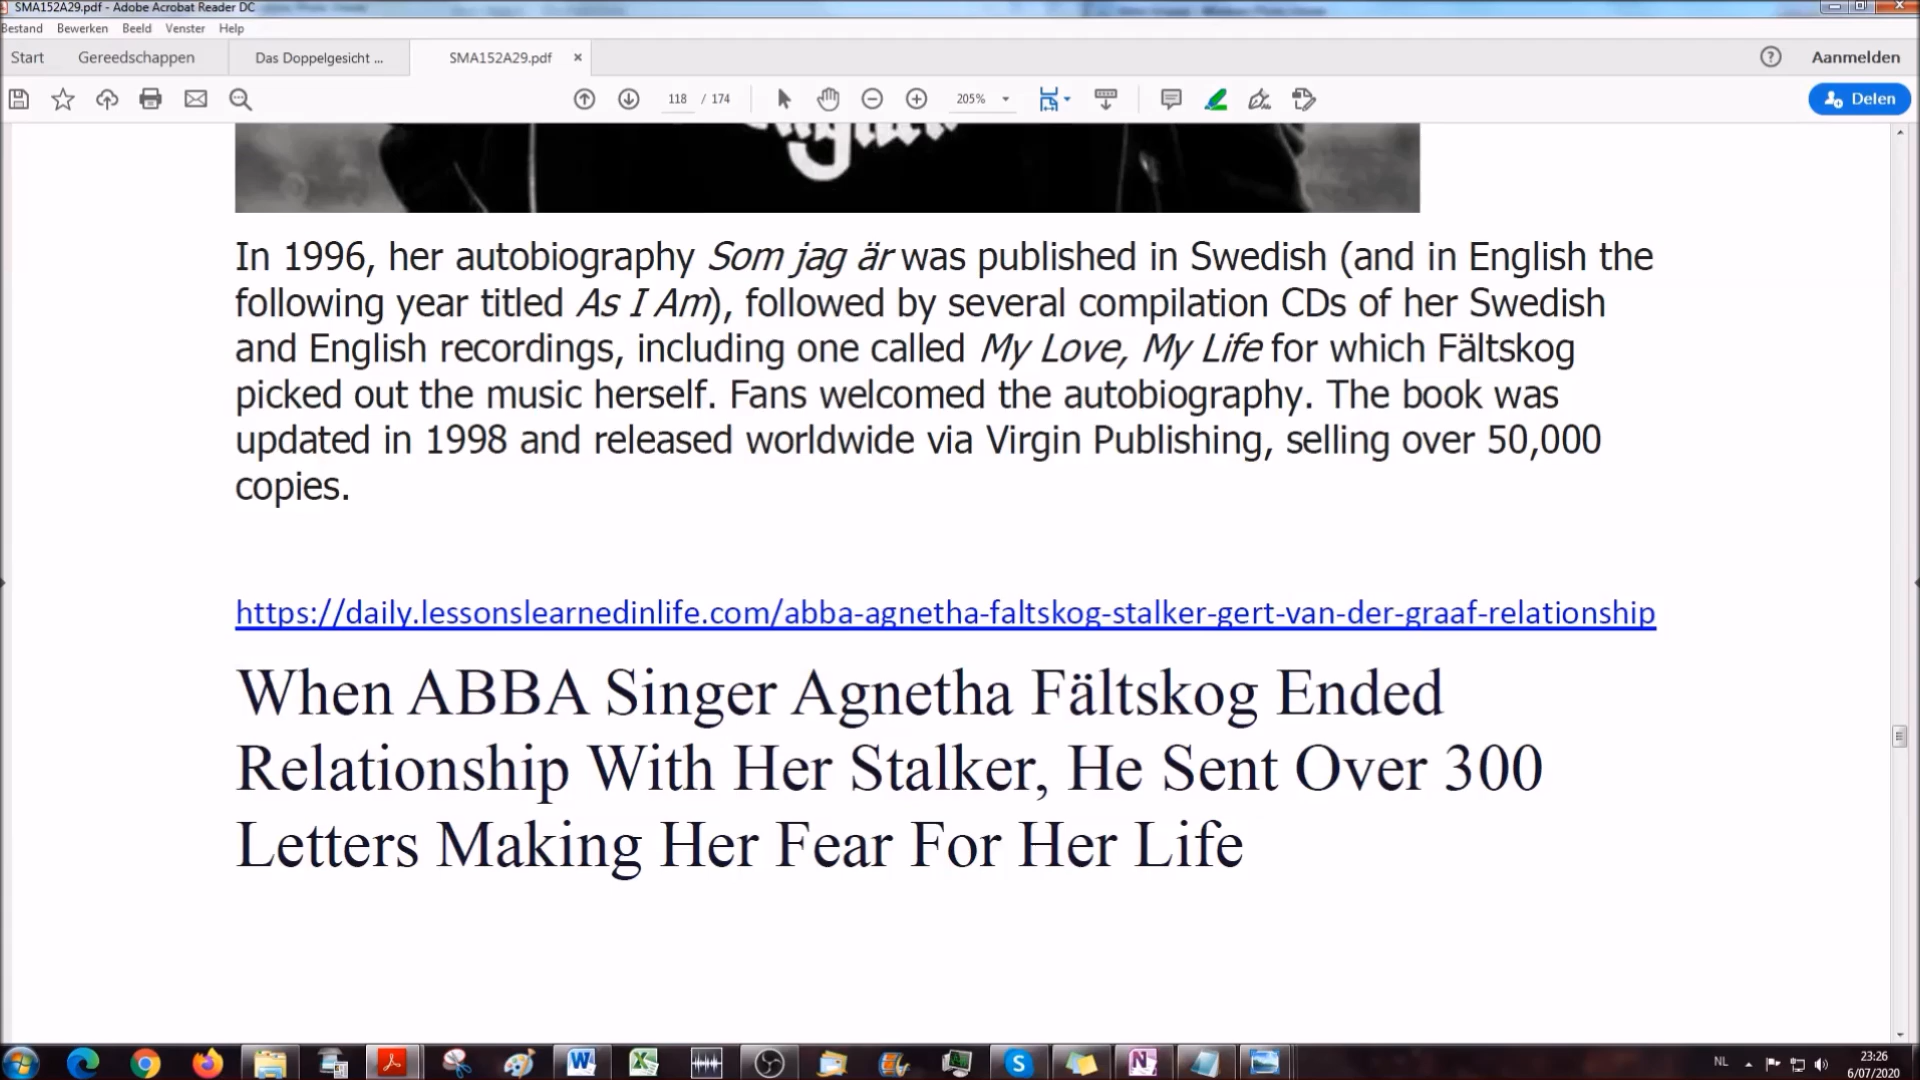 SMA152A29.pdf - Adobe Acrobat Reader DC
Bestand Bewerken Beeld Venster Help
Start Gereedschappen Das Doppelgesicht ... SMA152A29.pdf × Aanmelden
118 / 174 205% Delen
In 1996, her autobiography Som jag är was published in Swedish (and in English the
following year titled As I Am), followed by several compilation CDs of her Swedish
and English recordings, including one called My Love, My Life for which Fältskog
picked out the music herself. Fans welcomed the autobiography. The book was
updated in 1998 and released worldwide via Virgin Publishing, selling over 50,000
copies.
https://daily.lessonslearnedinlife.com/abba-agnetha-faltskog-stalker-gert-van-der-graaf-relationship
When ABBA Singer Agnetha Fältskog Ended
Relationship With Her Stalker, He Sent Over 300
Letters Making Her Fear For Her Life
NL 23:26
6/07/2020